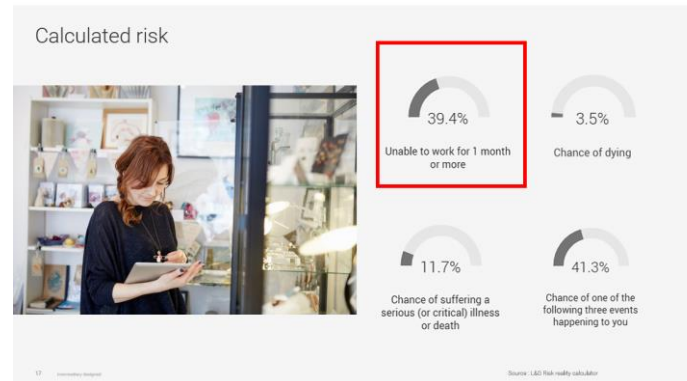 Calculated risk
39.4%
Unable to work for 1 month
or more
3.5%
Chance of dying
11.7%
Chance of suffering a
serious (or critical) illness
or death
41.3%
Chance of one of the
following three events
happening to you
17
Source : L&G Risk reality calculator